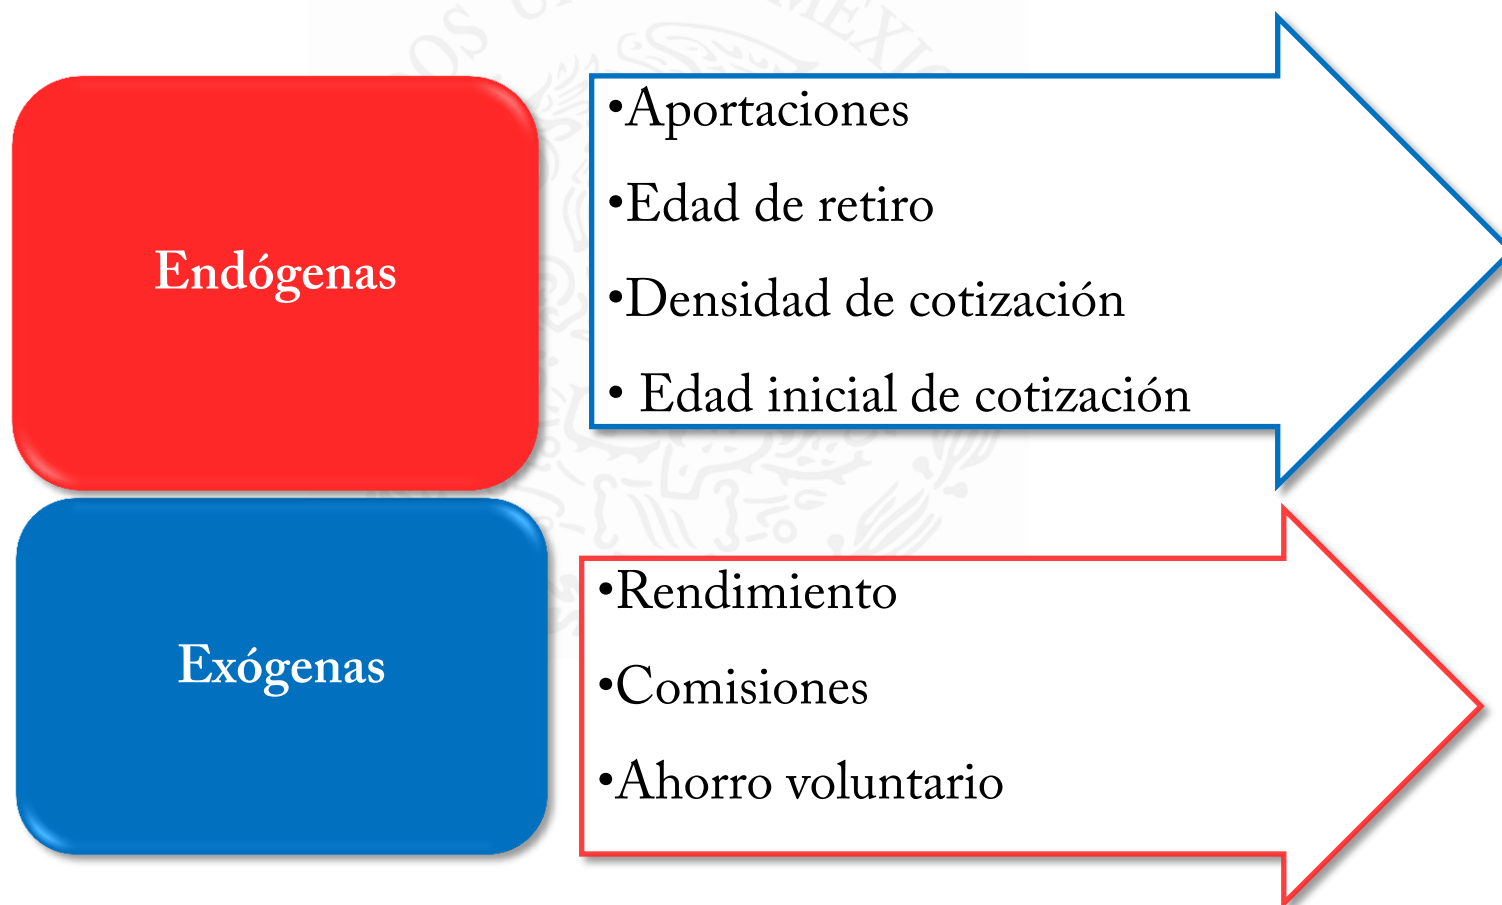 Endógenas
•Aportaciones
•Edad de retiro
•Densidad de cotización
• Edad inicial de cotización
Exógenas
•Rendimiento
•Comisiones
•Ahorro voluntario